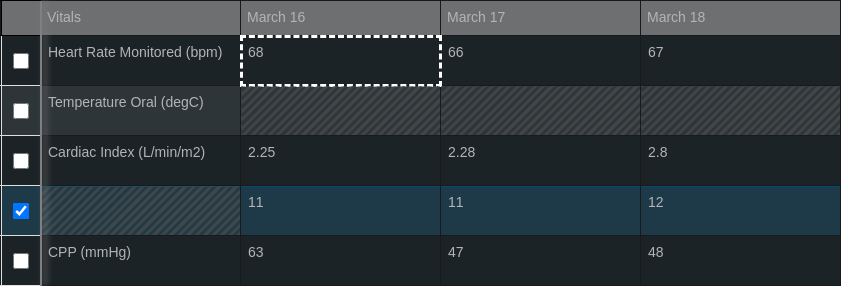 Vitals March 16 March 17 March 18
Heart Rate Monitored (bpm) 68 66 67
Temperature Oral (degC)
Cardiac Index (L/min/m2) 2.25 2.28 2.8
11 11 12
CPP (mmHg) 63 47 48